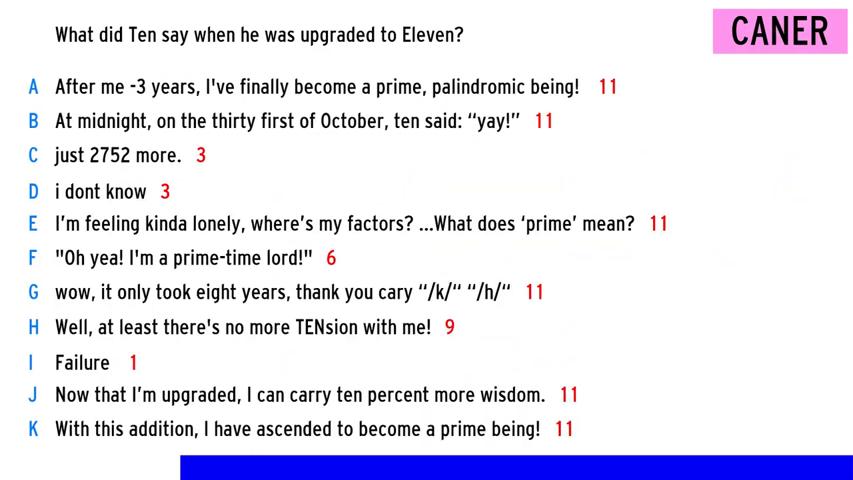 What did Ten say when he was upgraded to Eleven?
CANER
A After me -3 years, I've finally become a prime, palindromic being! 11
B At midnight, on the thirty first of October, ten said: “yay!” 11
C just 2752 more. 3
D i dont know 3
E I’m feeling kinda lonely, where’s my factors? ...What does ‘prime’ mean? 11
F "Oh yea! I'm a prime-time lord!" 6
G wow, it only took eight years, thank you cary “/k/“ “/h/“ 11
H Well, at least there's no more TENsion with me! 9
I Failure 1
J Now that I’m upgraded, I can carry ten percent more wisdom. 11
K With this addition, I have ascended to become a prime being! 11